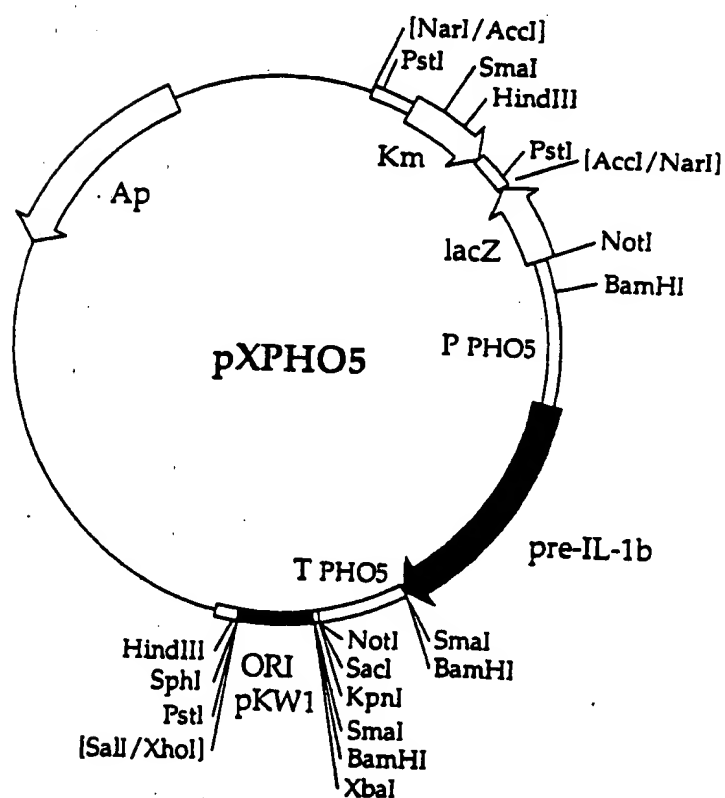 [NarI/AccI]
PstI
SmaI
HindIII
Km
PstI
[AccI/NarI]
Ap
lacZ
NotI
BamHI
pXPHO5
P PHO5
pre-IL-1b
T PHO5
HindIII
SphI
PstI
[SalI/XhoI]
ORI
pKW1
NotI
SacI
KpnI
SmaI
BamHI
XbaI
SmaI
BamHI